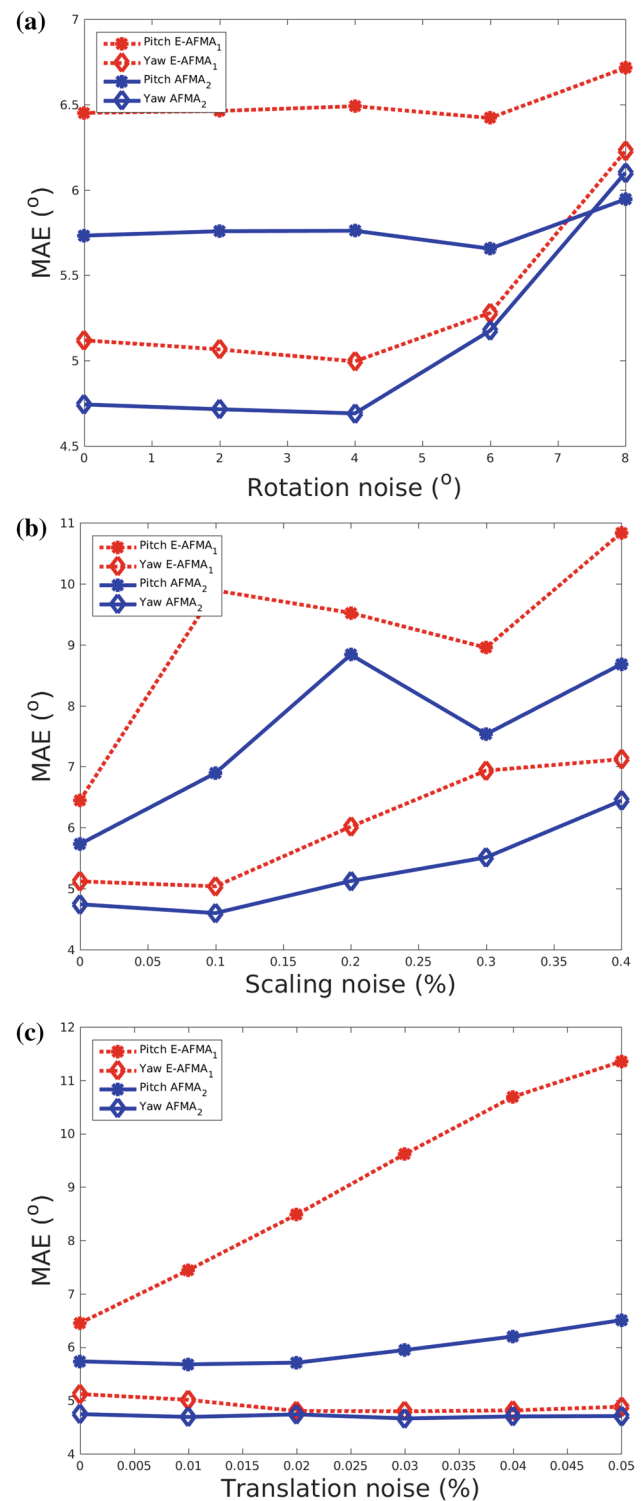 (a)
7
6.5
6
5.5
5
4.5
MAE (°)
Pitch E-AFMA1
Yaw E-AFMA1
Pitch AFMA2
Yaw AFMA2
0 1 2 3 4 5 6 7 8
Rotation noise (°)
(b)
11
10
9
8
7
6
5
4
MAE (°)
Pitch E-AFMA1
Yaw E-AFMA1
Pitch AFMA2
Yaw AFMA2
0 0.05 0.1 0.15 0.2 0.25 0.3 0.35 0.4
Scaling noise (%)
(c)
12
11
10
9
8
7
6
5
4
MAE (°)
Pitch E-AFMA1
Yaw E-AFMA1
Pitch AFMA2
Yaw AFMA2
0 0.005 0.01 0.015 0.02 0.025 0.03 0.035 0.04 0.045 0.05
Translation noise (%)